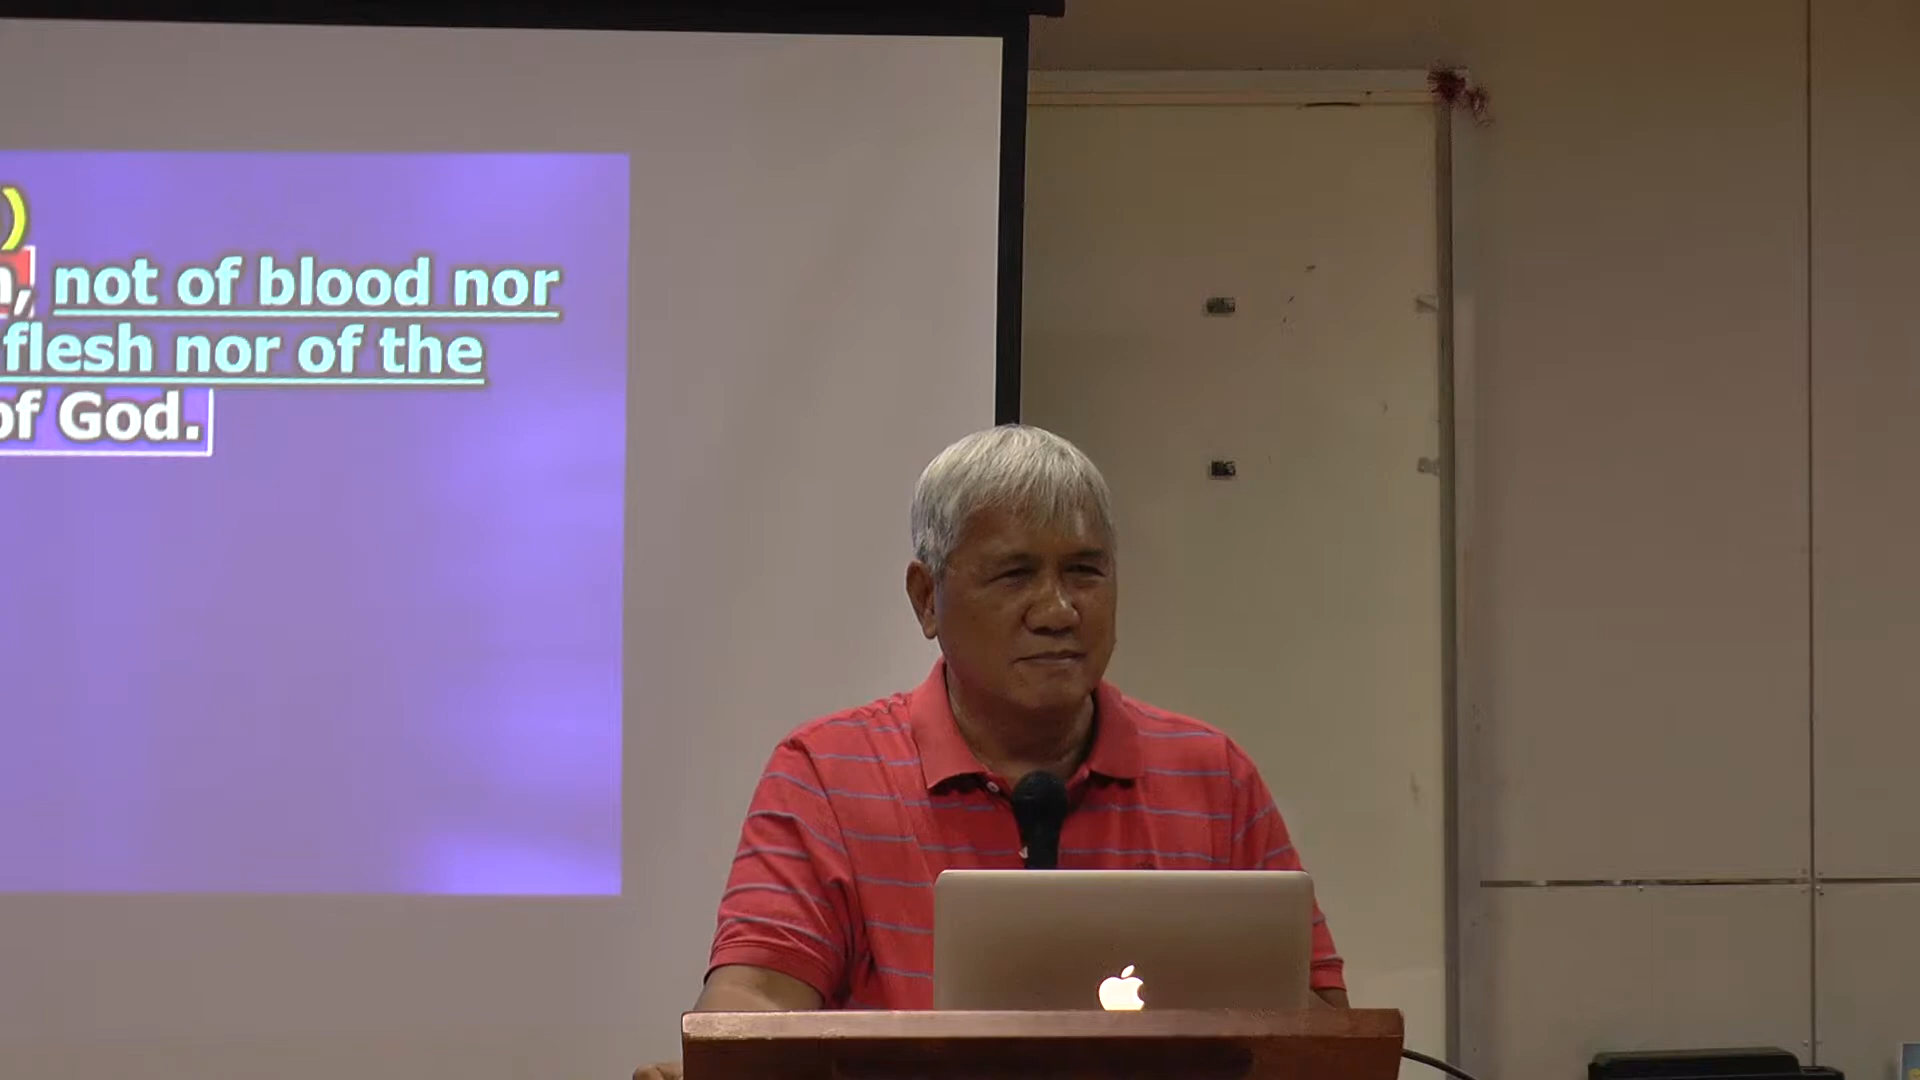 )
, not of blood nor
flesh nor of the
of God.